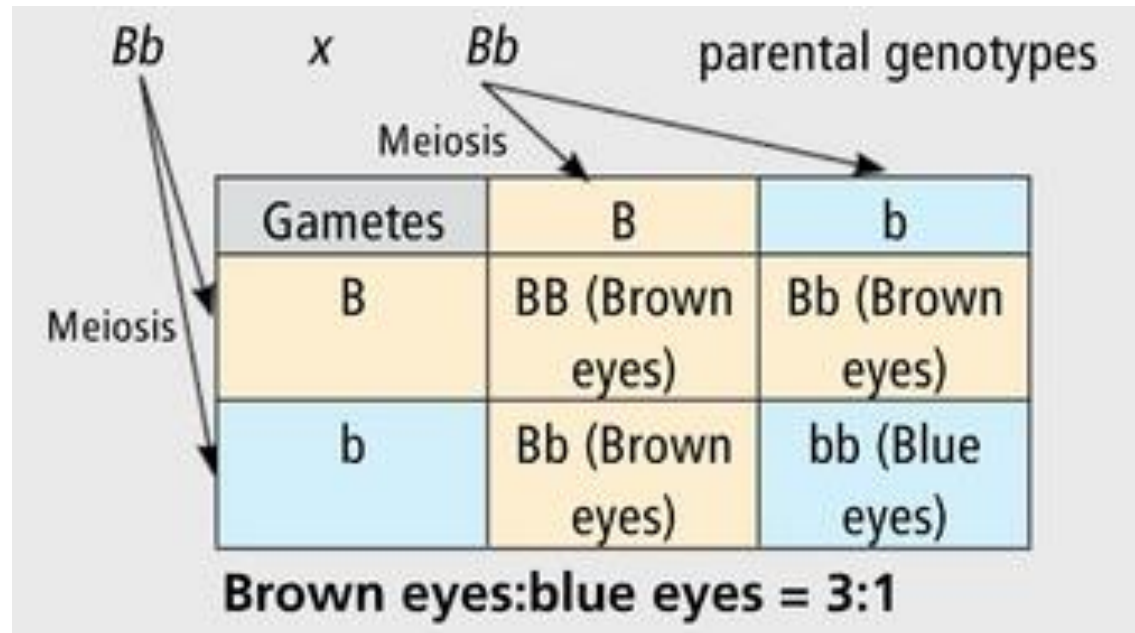 Bb x Bb parental genotypes
Meiosis
Gametes B b
Meiosis
B BB (Brown eyes) Bb (Brown eyes)
b Bb (Brown eyes) bb (Blue eyes)
Brown eyes:blue eyes = 3:1